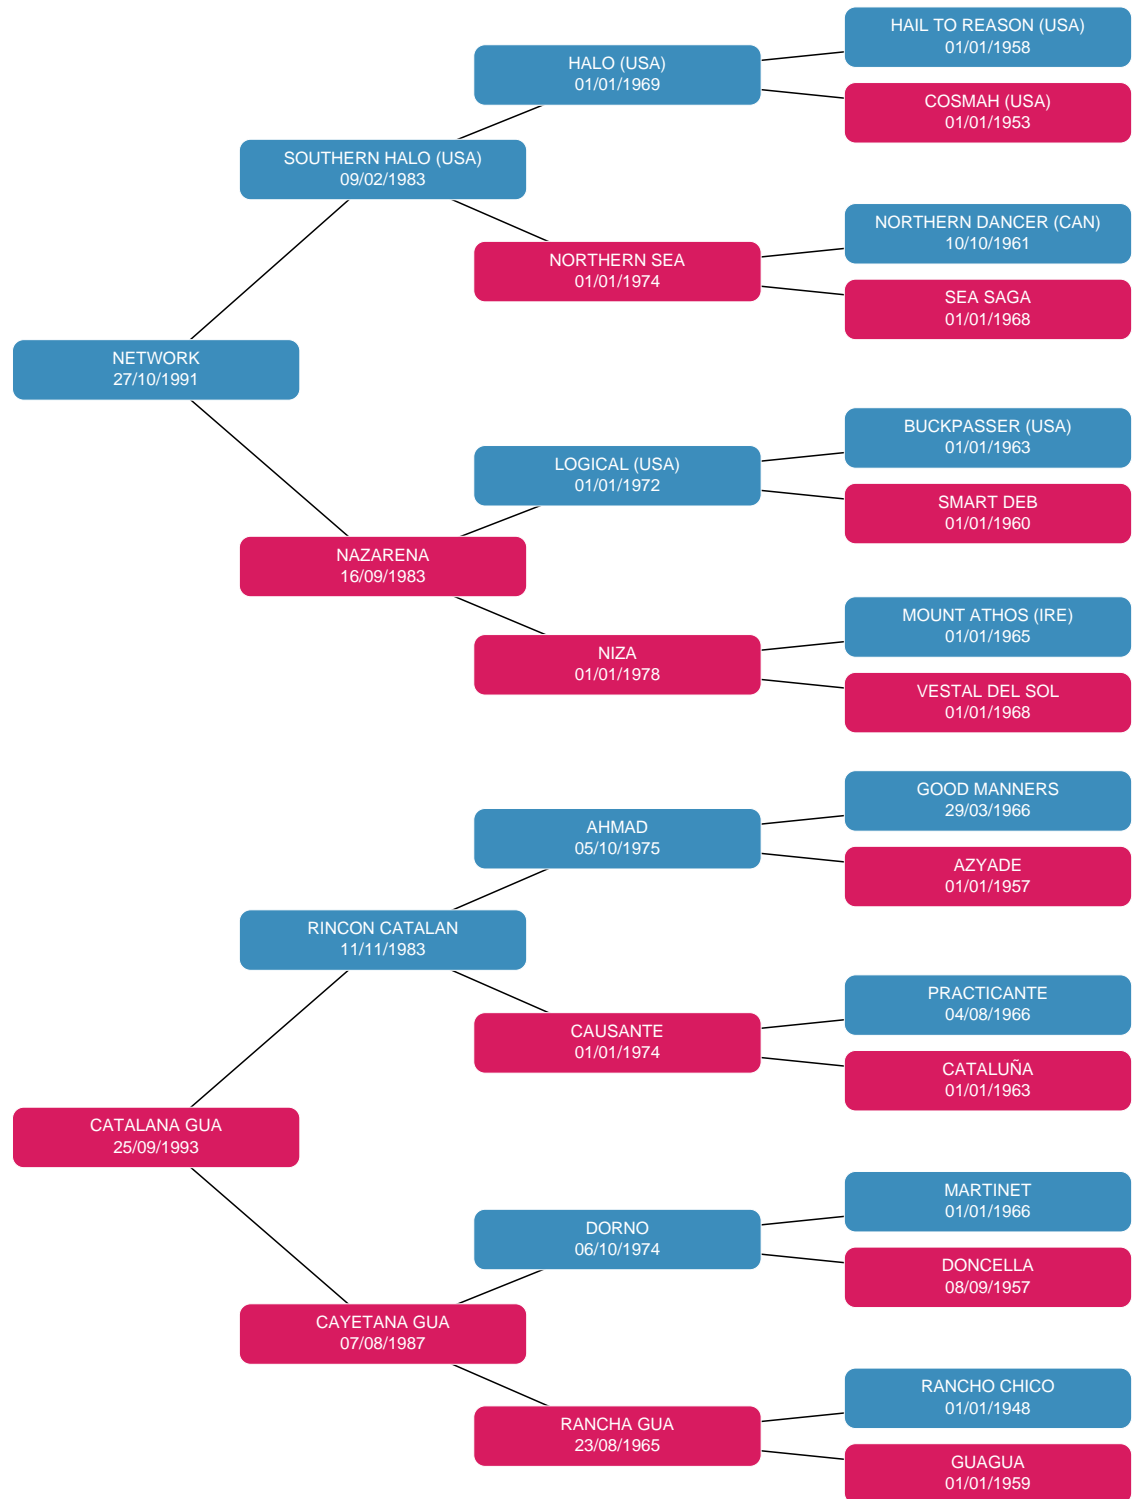 HAIL TO REASON (USA)
01/01/1958
HALO (USA)
01/01/1969
COSMAH (USA)
01/01/1953
SOUTHERN HALO (USA)
09/02/1983
NORTHERN DANCER (CAN)
10/10/1961
NORTHERN SEA
01/01/1974
SEA SAGA
01/01/1968
NETWORK
27/10/1991
BUCKPASSER (USA)
01/01/1963
LOGICAL (USA)
01/01/1972
SMART DEB
01/01/1960
NAZARENA
16/09/1983
MOUNT ATHOS (IRE)
01/01/1965
NIZA
01/01/1978
VESTAL DEL SOL
01/01/1968
GOOD MANNERS
29/03/1966
AHMAD
05/10/1975
AZYADE
01/01/1957
RINCON CATALAN
11/11/1983
PRACTICANTE
04/08/1966
CAUSANTE
01/01/1974
CATALUÑA
01/01/1963
CATALANA GUA
25/09/1993
MARTINET
01/01/1966
DORNO
06/10/1974
DONCELLA
08/09/1957
CAYETANA GUA
07/08/1987
RANCHO CHICO
01/01/1948
RANCHA GUA
23/08/1965
GUAGUA
01/01/1959